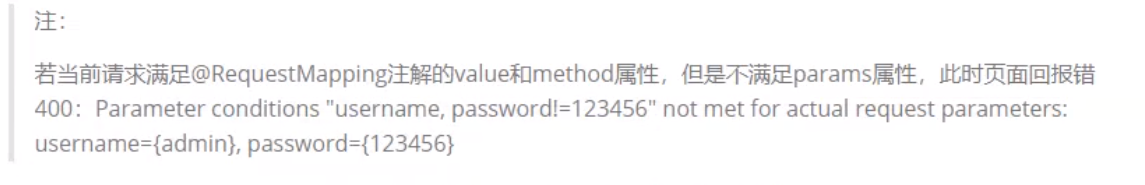 注：
若当前请求满足@RequestMapping注解的value和method属性，但是不满足params属性，此时页面回报错
400：Parameter conditions "username, password!=123456" not met for actual request parameters:
username={admin}, password={123456}